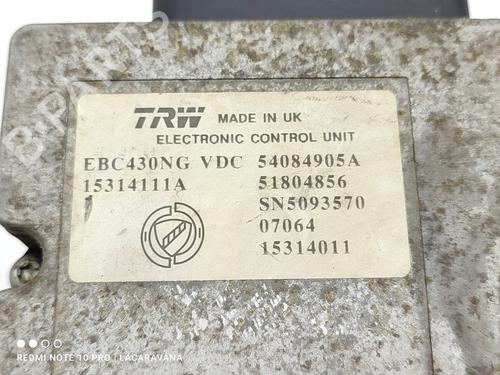 B-PARTS
TRW MADE IN UK
ELECTRONIC CONTROL UNIT
EBC430NG VDC 54084905A
15314111A 51804856
SN5093570
07064
15314011
REDMI NOTE 10 PRO | LACARAVANA